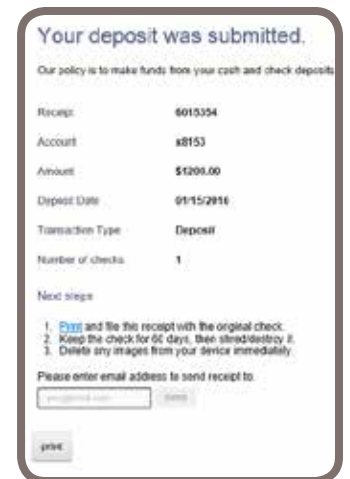 Your deposit was submitted.
Our policy is to make funds from your cash and check deposits
Receipt 6015354
Account x8153
Amount $1200.00
Deposit Date 01/15/2016
Transaction Type Deposit
Number of checks 1
Next steps
1. Print and file this receipt with the original check.
2. Keep the check for 60 days, then shred/destroy it.
3. Delete any images from your device immediately.
Please enter email address to send receipt to.
send
print